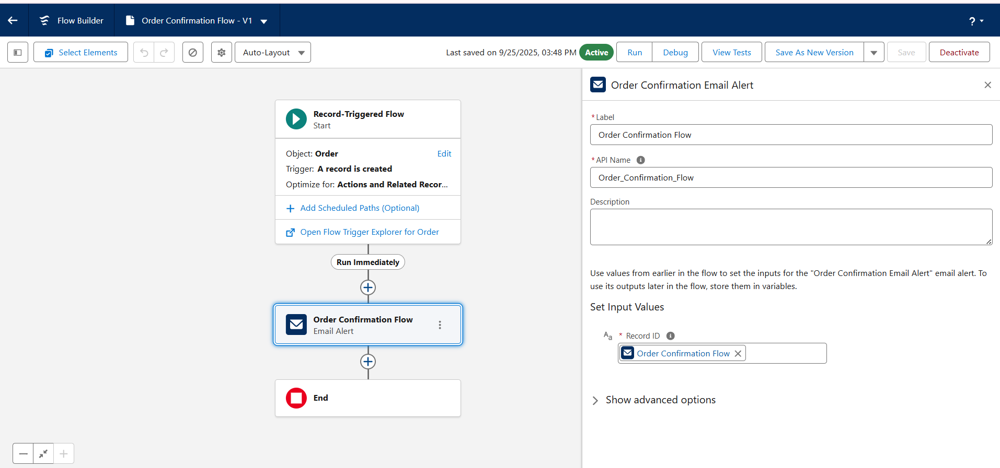 Flow Builder
Order Confirmation Flow - V1
?
Select Elements
Auto-Layout
Last saved on 9/25/2025, 03:48 PM
Active
Run
Debug
View Tests
Save As New Version
Save
Deactivate
Record-Triggered Flow
Start
Object: Order
Edit
Trigger: A record is created
Optimize for: Actions and Related Recor...
Add Scheduled Paths (Optional)
Open Flow Trigger Explorer for Order
Run Immediately
Order Confirmation Flow
Email Alert
End
Order Confirmation Email Alert
* Label
Order Confirmation Flow
* API Name
Order_Confirmation_Flow
Description
Use values from earlier in the flow to set the inputs for the "Order Confirmation Email Alert" email alert. To
use its outputs later in the flow, store them in variables.
Set Input Values
Aa * Record ID
Order Confirmation Flow
Show advanced options